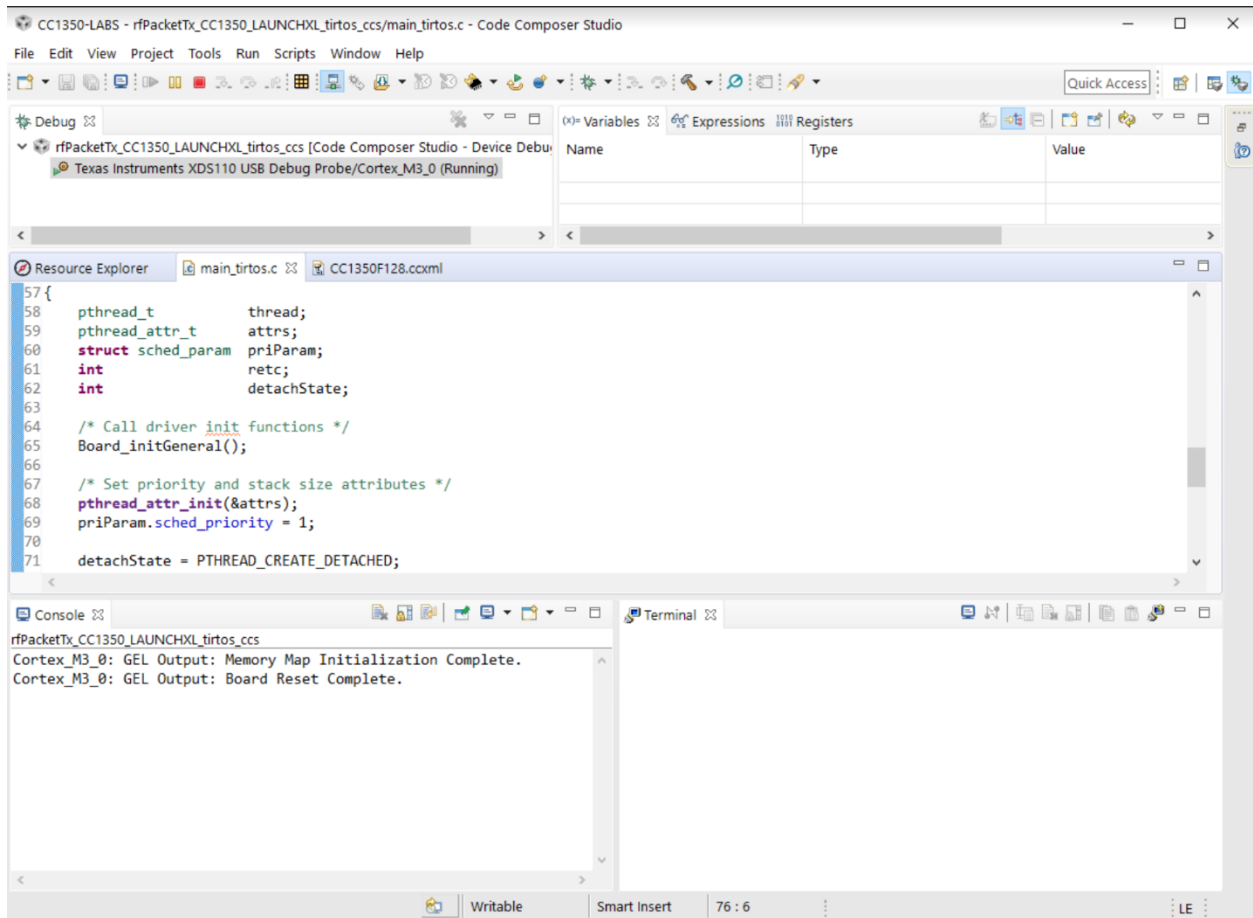 CC1350-LABS - rfPacketTx_CC1350_LAUNCHXL_tirtos_ccs/main_tirtos.c - Code Composer Studio
File Edit View Project Tools Run Scripts Window Help
Quick Access
Debug
rfPacketTx_CC1350_LAUNCHXL_tirtos_ccs [Code Composer Studio - Device Debu
Texas Instruments XDS110 USB Debug Probe/Cortex_M3_0 (Running)
(x)= Variables Expressions Registers
Name Type Value
Resource Explorer main_tirtos.c CC1350F128.ccxml
57 {
58 pthread_t thread;
59 pthread_attr_t attrs;
60 struct sched_param priParam;
61 int retc;
62 int detachState;
63
64 /* Call driver init functions */
65 Board_initGeneral();
66
67 /* Set priority and stack size attributes */
68 pthread_attr_init(&attrs);
69 priParam.sched_priority = 1;
70
71 detachState = PTHREAD_CREATE_DETACHED;
Console
rfPacketTx_CC1350_LAUNCHXL_tirtos_ccs
Cortex_M3_0: GEL Output: Memory Map Initialization Complete.
Cortex_M3_0: GEL Output: Board Reset Complete.
Terminal
Writable Smart Insert 76 : 6 LE